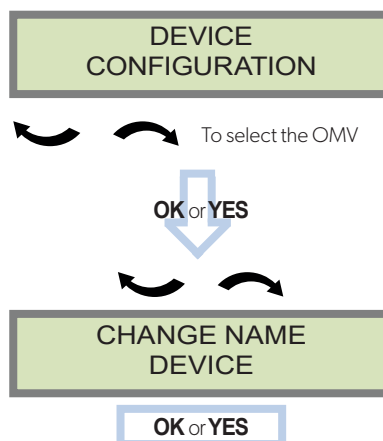 DEVICE
CONFIGURATION
To select the OMV
OK or YES
CHANGE NAME
DEVICE
OK or YES